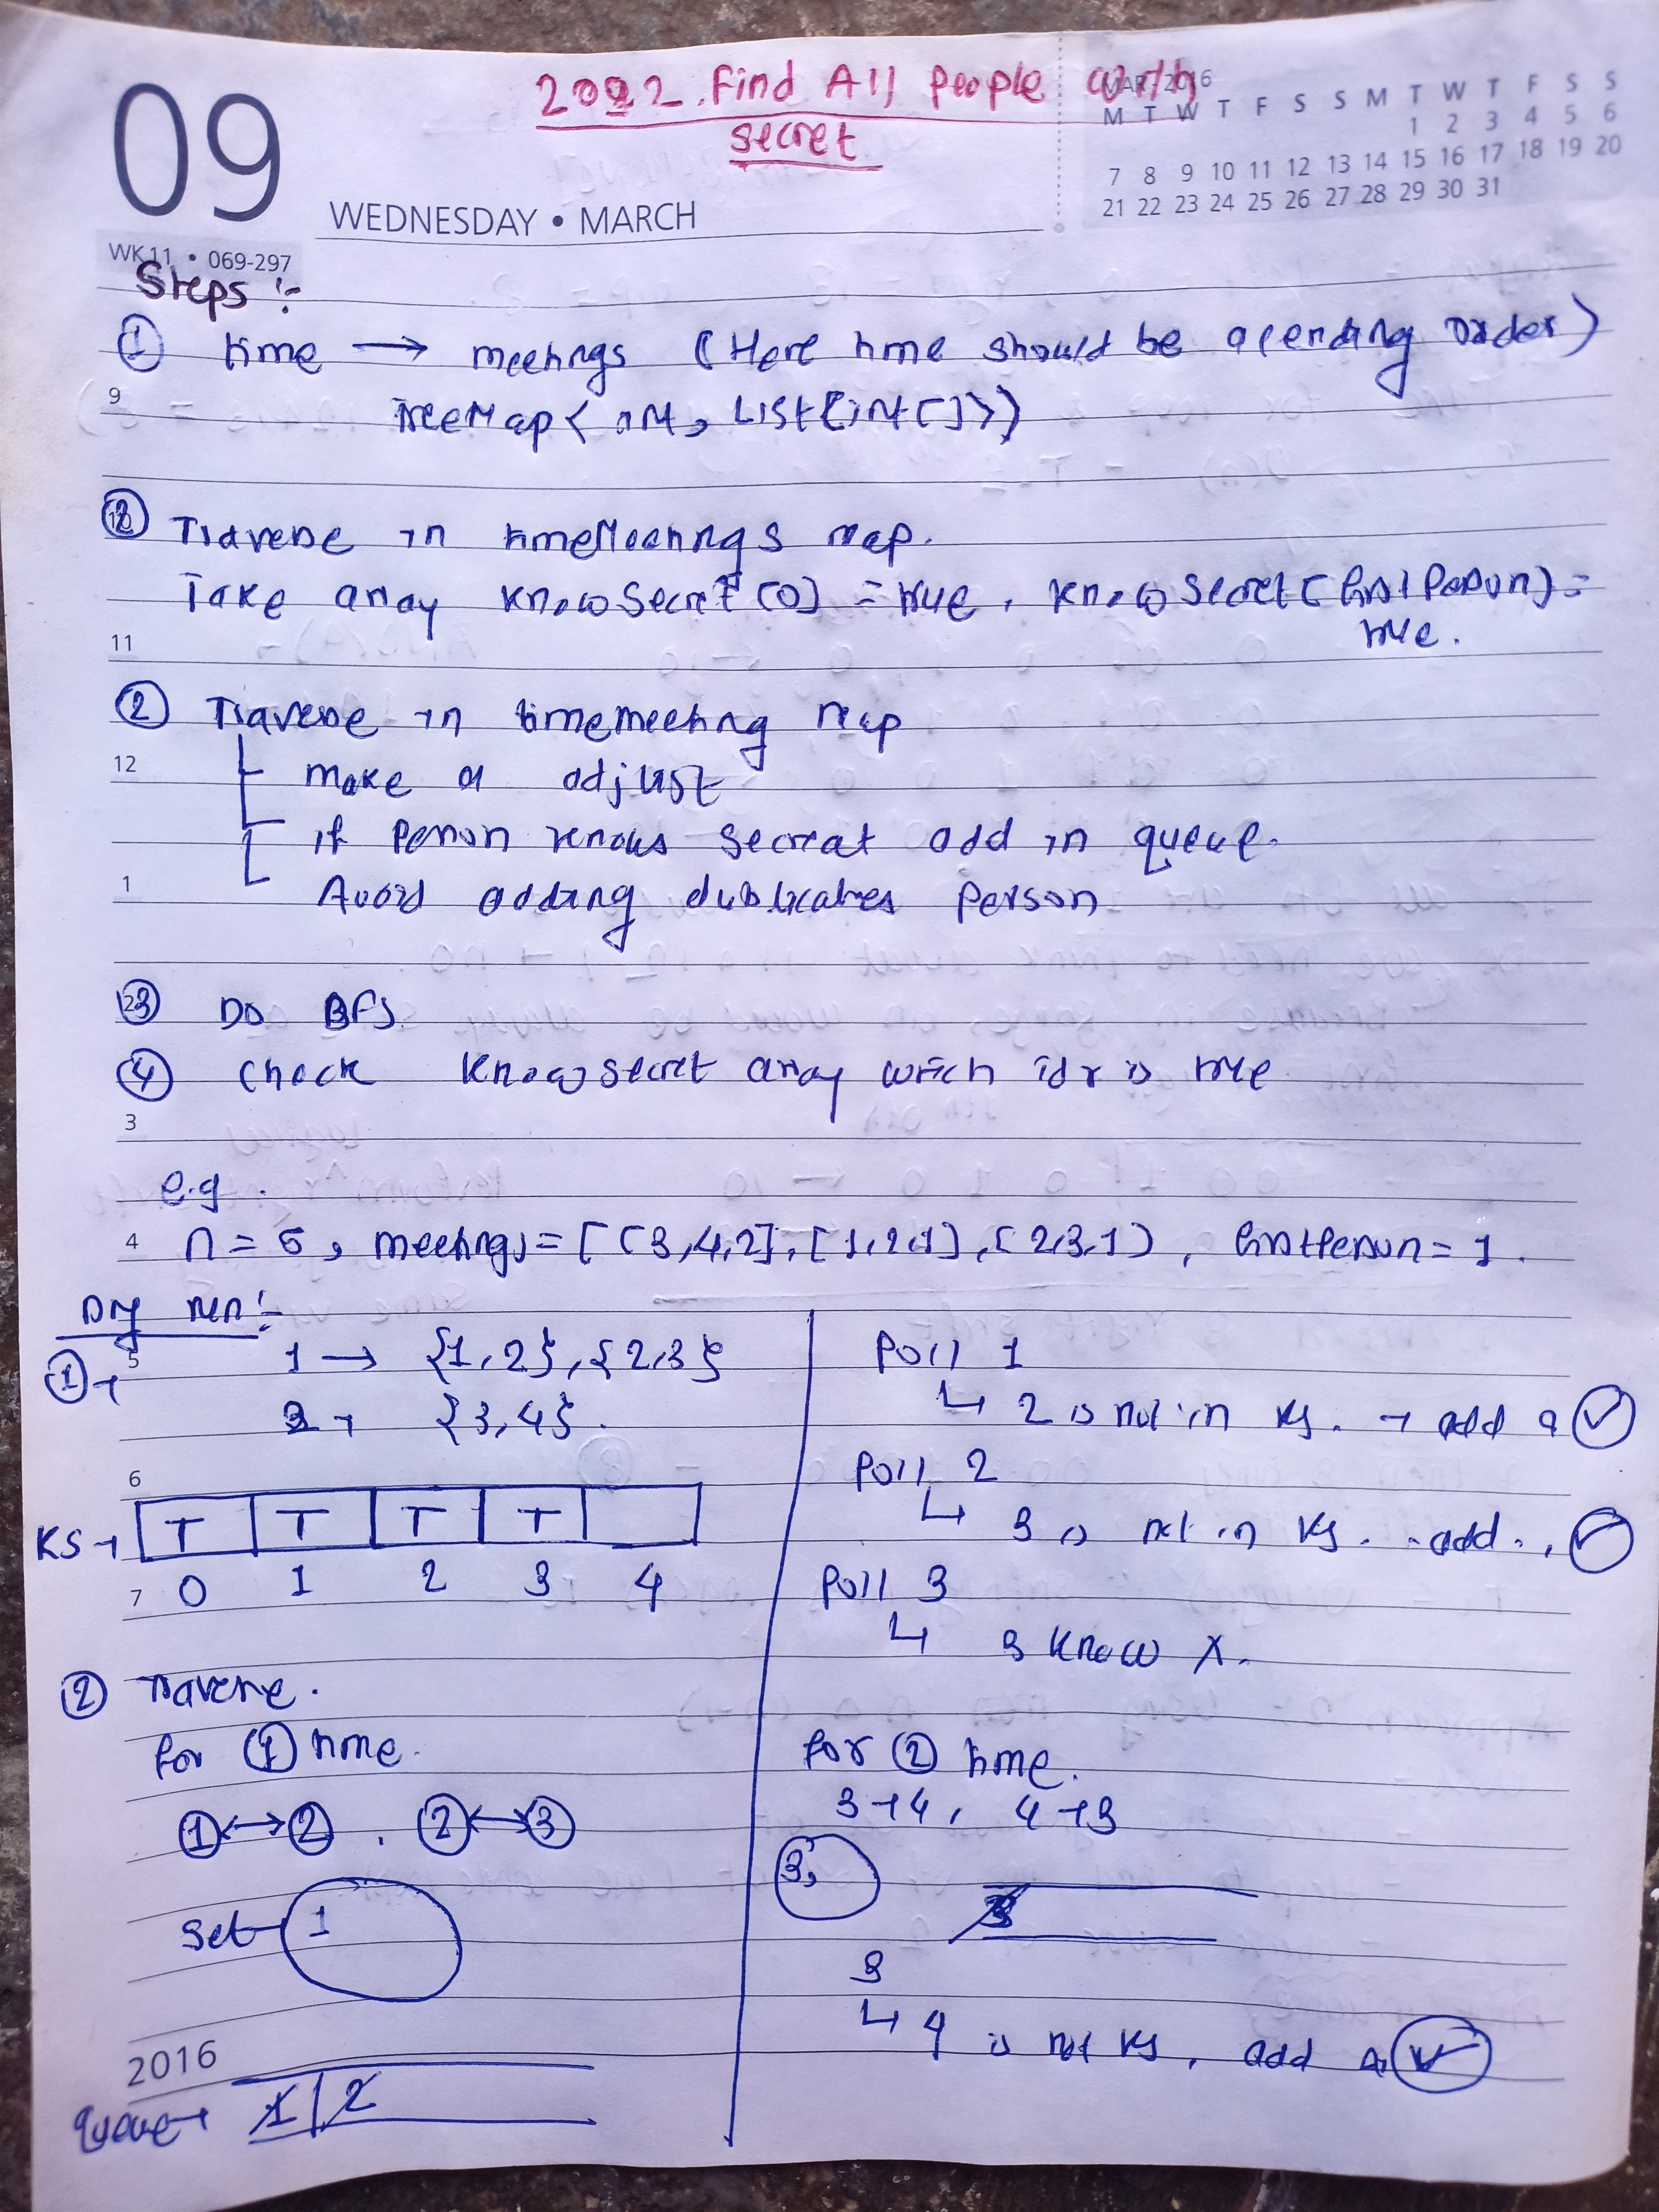 09
WEDNESDAY • MARCH
WK 11 • 069-297
2092. Find All People with
secret
MAR 2016
M T W T F S S M T W T F S S
1 2 3 4 5 6
7 8 9 10 11 12 13 14 15 16 17 18 19 20
21 22 23 24 25 26 27 28 29 30 31
Steps :-
① time → meetings (Here time should be acending order)
9
TreeMap< int, List{int[]>)
② Traverse in timeMeetings map.
Take array knowSecret [0] = true, knowSecret [firstPerson] =
true.
11
② Traverse in timemeeting map
12
make a adjlist
if Person knows Secreat add in queue.
1
Avoid adding dublicates Person
③ Do BFS.
④ Check KnowSecret array which idx is true
3
e.g.
4
n = 5, meetings = [[3,4,2], [1,2,1], [2,3,1], firstPerson = 1.
Dry run :-
5
① → 1 → {1,2}, {2,3}
2 → {3,4}.
6
KS → T T T T
7
0 1 2 3 4
② Traverse.
for ① time.
① ↔ ② . ② ↔ ③
Set → 1
2016
queue → 1 | 2
Poll 1
↳ 2 is not in KS. → add q ✓
Poll 2
↳ 3 is not in KS. add. ✓
Poll 3
↳ 3 know X.
for ② time.
3 → 4, 4 → 3
3,
3
3
↳ 4 is not KS, add q ✓